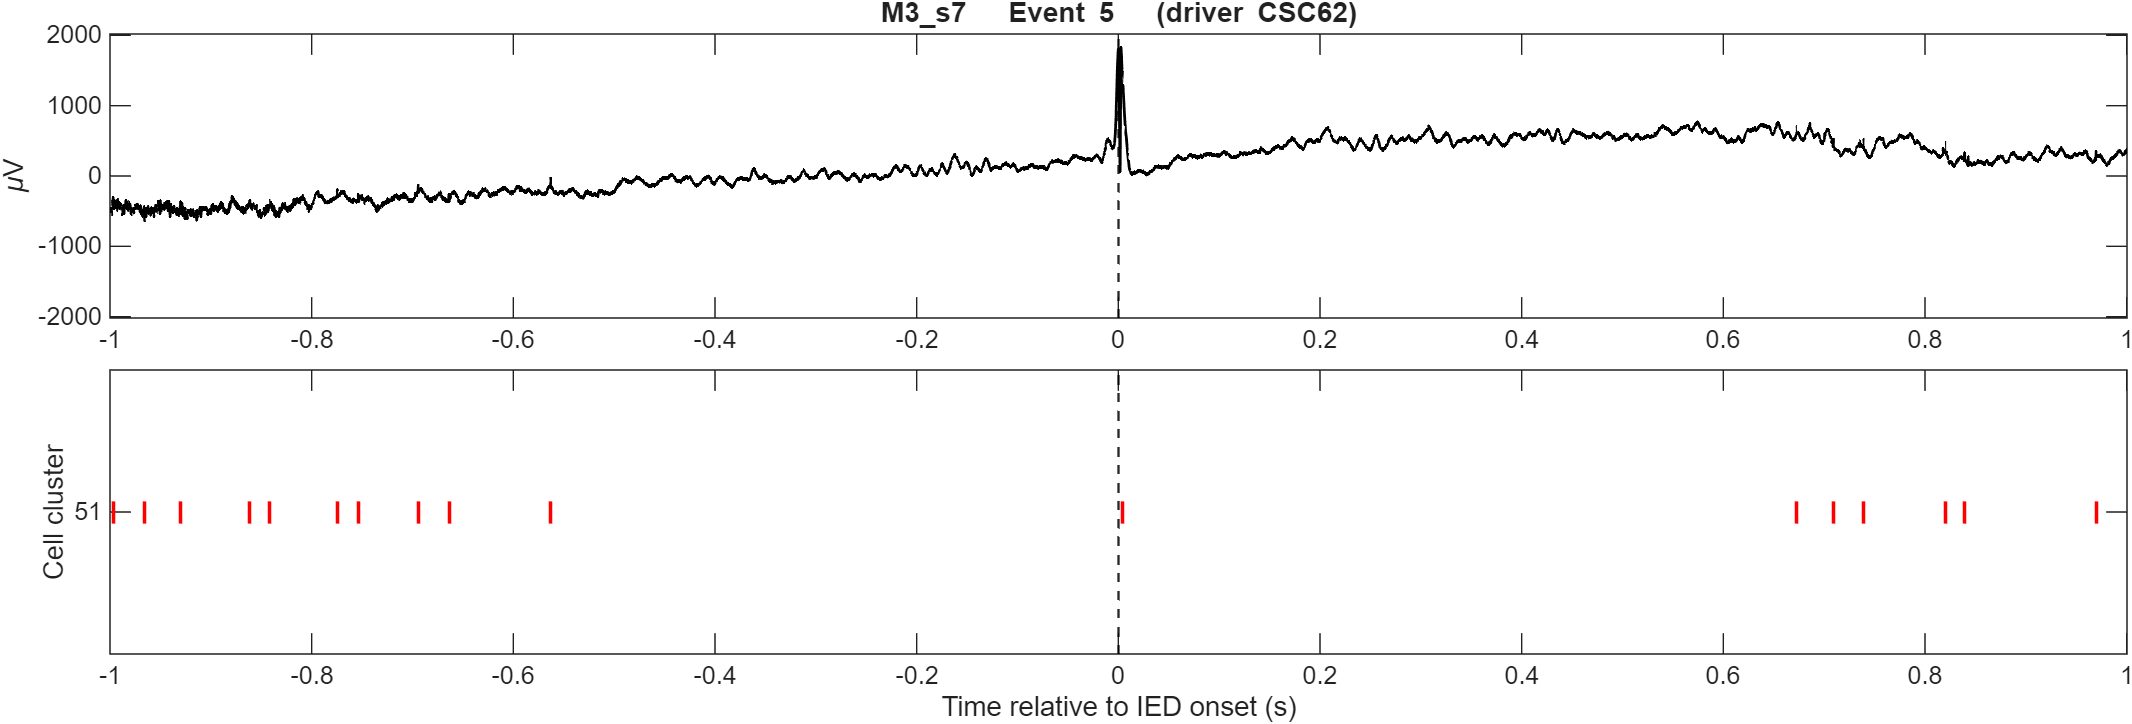 M3_s7 Event 5 (driver CSC62)
2000
1000
0
-1000
-2000
µV
-1 -0.8 -0.6 -0.4 -0.2 0 0.2 0.4 0.6 0.8 1
Cell cluster
51
-1 -0.8 -0.6 -0.4 -0.2 0 0.2 0.4 0.6 0.8 1
Time relative to IED onset (s)